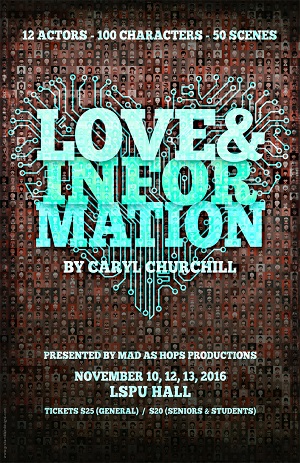 12 ACTORS - 100 CHARACTERS - 50 SCENES
LOVE&
INFOR
MATION
BY CARYL CHURCHILL
PRESENTED BY MAD AS HOPS PRODUCTIONS
NOVEMBER 10, 12, 13, 2016
LSPU HALL
TICKETS $25 (GENERAL) / $20 (SENIORS & STUDENTS)